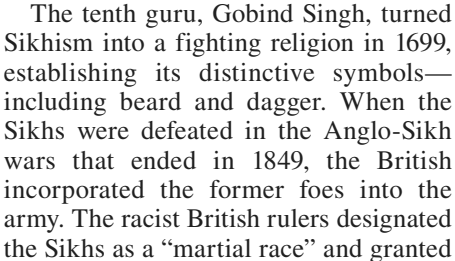 The tenth guru, Gobind Singh, turned
Sikhism into a fighting religion in 1699,
establishing its distinctive symbols—
including beard and dagger. When the
Sikhs were defeated in the Anglo-Sikh
wars that ended in 1849, the British
incorporated the former foes into the
army. The racist British rulers designated
the Sikhs as a “martial race” and granted